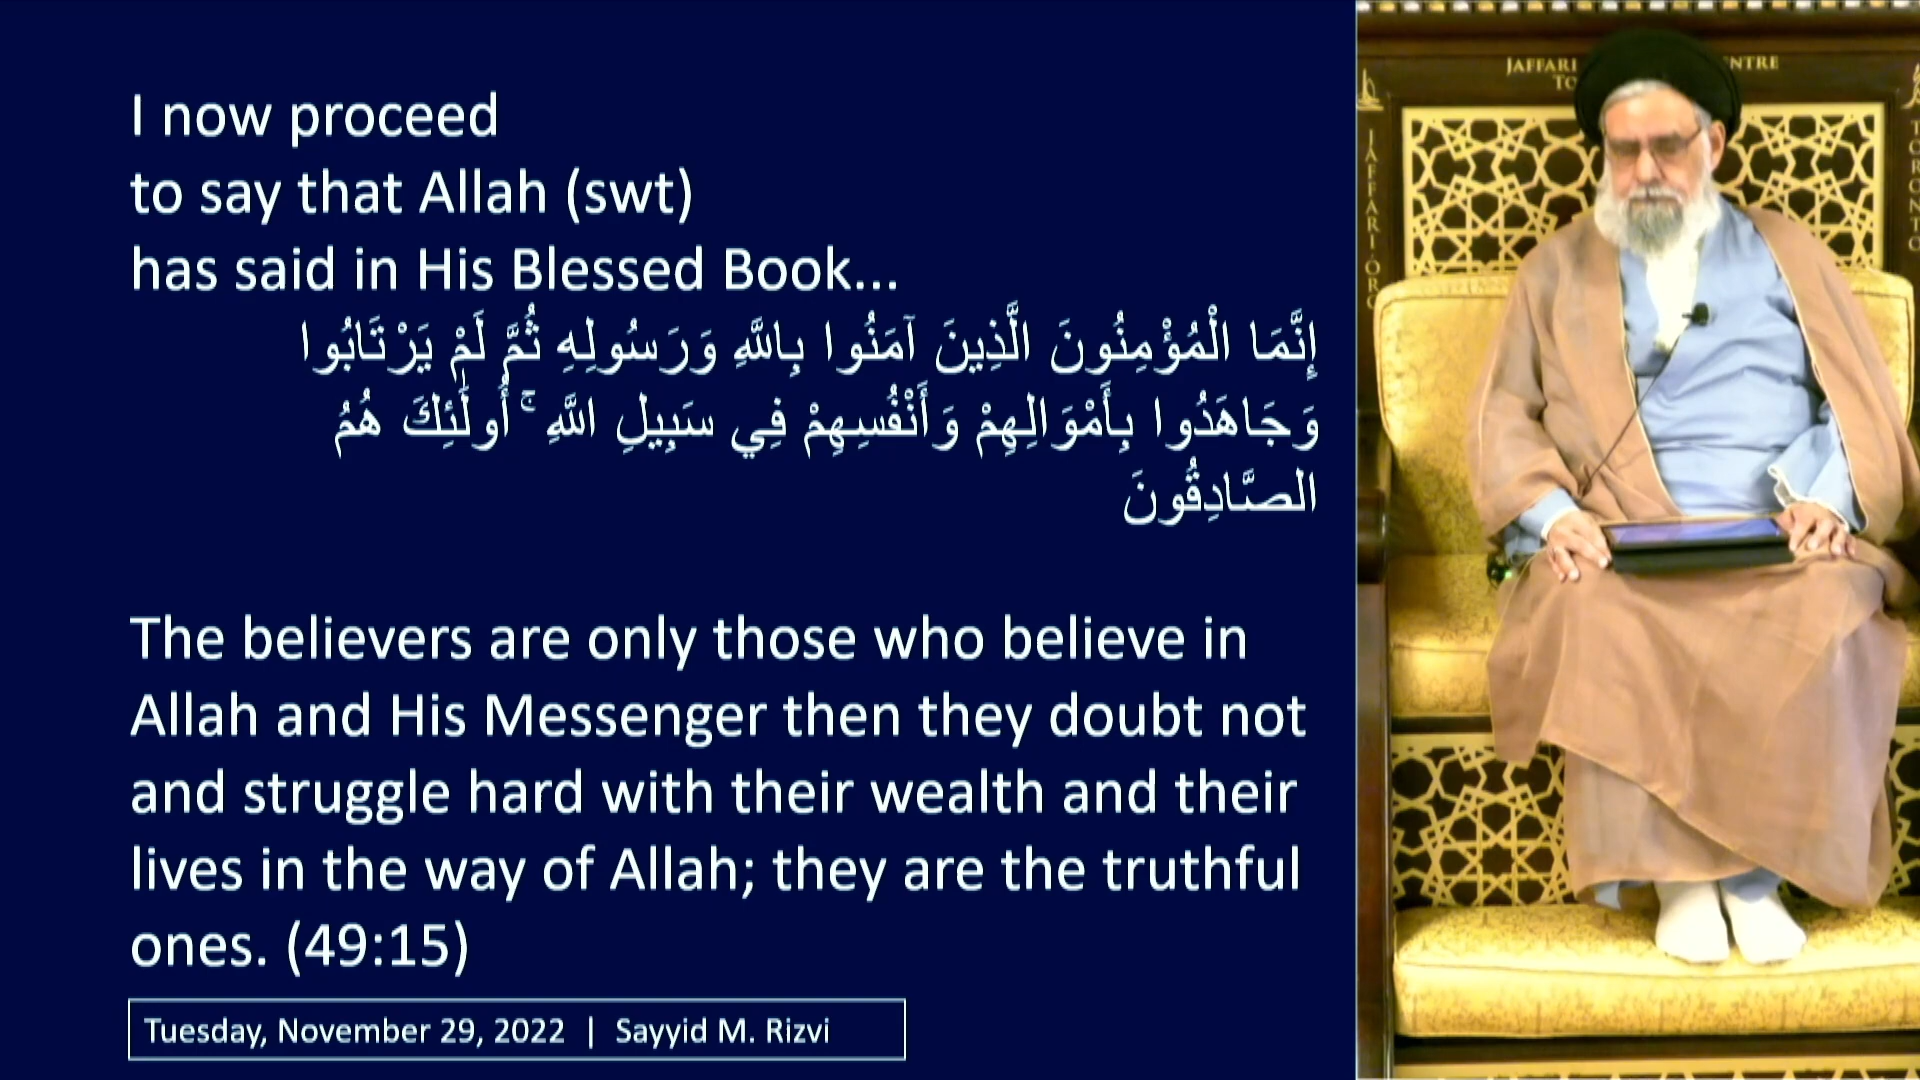 I now proceed
to say that Allah (swt)
has said in His Blessed Book...
إِنَّمَا الْمُؤْمِنُونَ الَّذِينَ آمَنُوا بِاللَّهِ وَرَسُولِهِ ثُمَّ لَمْ يَرْتَابُوا
وَجَاهَدُوا بِأَمْوَالِهِمْ وَأَنْفُسِهِمْ فِي سَبِيلِ اللَّهِ ۚ أُولَٰئِكَ هُمُ
الصَّادِقُونَ
The believers are only those who believe in
Allah and His Messenger then they doubt not
and struggle hard with their wealth and their
lives in the way of Allah; they are the truthful
ones. (49:15)
Tuesday, November 29, 2022 | Sayyid M. Rizvi
JAFFARI
JAFFARI.ORG
TORONTO